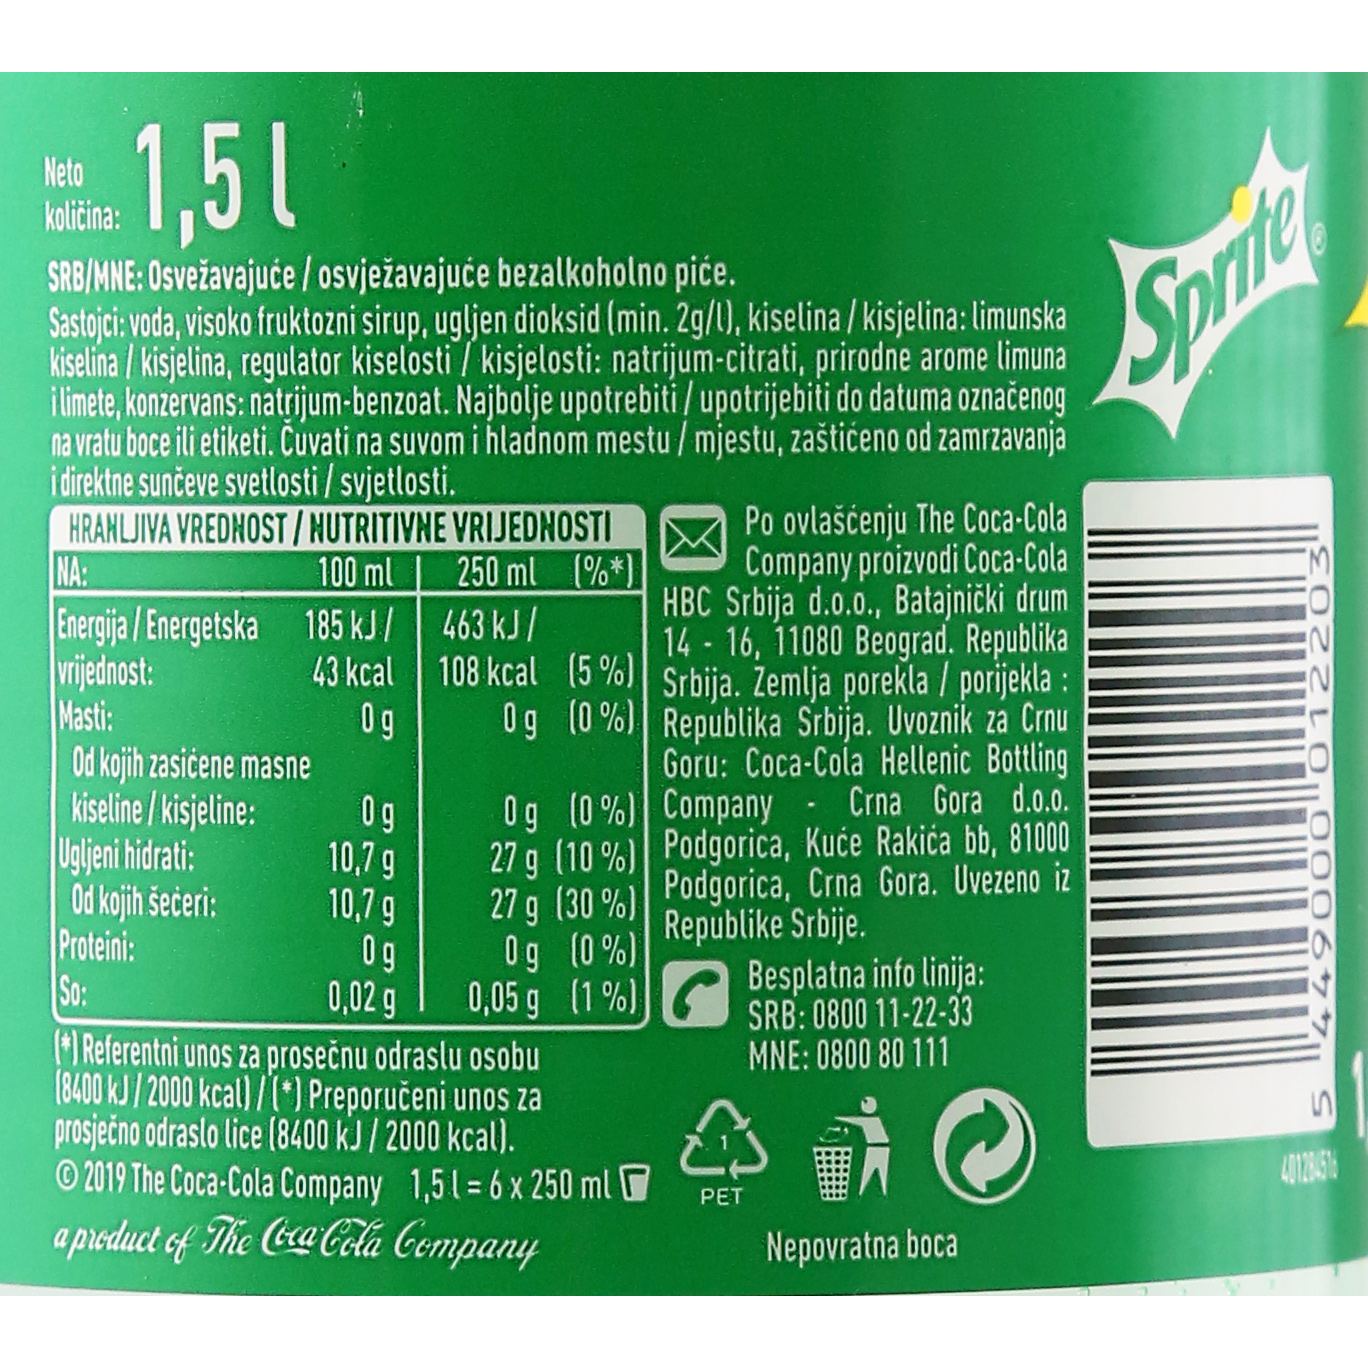 Neto
količina:
1,5 l
SRB/MNE: Osvežavajuće / osvježavajuće bezalkoholno piće.
Sastojci: voda, visoko fruktozni sirup, ugljen dioksid (min. 2g/l), kiselina / kisjelina: limunska
kiselina / kisjelina, regulator kiselosti / kisjelosti: natrijum-citrati, prirodne arome limuna
i limete, konzervans: natrijum-benzoat. Najbolje upotrebiti / upotrijebiti do datuma označenog
na vratu boce ili etiketi. Čuvati na suvom i hladnom mestu / mjestu, zaštićeno od zamrzavanja
i direktne sunčeve svetlosti / svjetlosti.
HRANLJIVA VREDNOST / NUTRITIVNE VRIJEDNOSTI
NA: 100 ml 250 ml (%*)
Energija / Energetska 185 kJ / 463 kJ /
vrijednost: 43 kcal 108 kcal (5 %)
Masti: 0 g 0 g (0 %)
Od kojih zasićene masne
kiseline / kisjeline: 0 g 0 g (0 %)
Ugljeni hidrati: 10,7 g 27 g (10 %)
Od kojih šećeri: 10,7 g 27 g (30 %)
Proteini: 0 g 0 g (0 %)
So: 0,02 g 0,05 g (1 %)
(*) Referentni unos za prosečnu odraslu osobu
(8400 kJ / 2000 kcal) / (*) Preporučeni unos za
prosječno odraslo lice (8400 kJ / 2000 kcal).
© 2019 The Coca-Cola Company 1,5 l = 6 x 250 ml
a product of The Coca-Cola Company
Po ovlašćenju The Coca-Cola
Company proizvodi Coca-Cola
HBC Srbija d.o.o., Batajnički drum
14 - 16, 11080 Beograd. Republika
Srbija. Zemlja porekla / porijekla :
Republika Srbija. Uvoznik za Crnu
Goru: Coca-Cola Hellenic Bottling
Company - Crna Gora d.o.o.
Podgorica, Kuće Rakića bb, 81000
Podgorica, Crna Gora. Uvezeno iz
Republike Srbije.
Besplatna info linija:
SRB: 0800 11-22-33
MNE: 0800 80 111
1
PET
Nepovratna boca
Sprite®
5 449000 012203